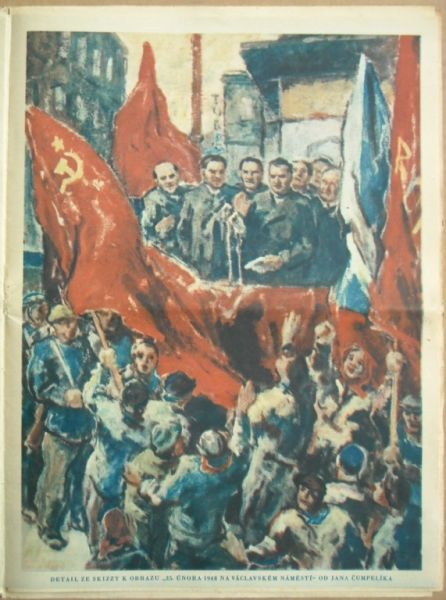 DETAIL ZE SKIZZY K OBRAZU „25. ÚNORA 1948 NA VÁCLAVSKÉM NÁMĚSTÍ“ OD JANA ČUMPELÍKA